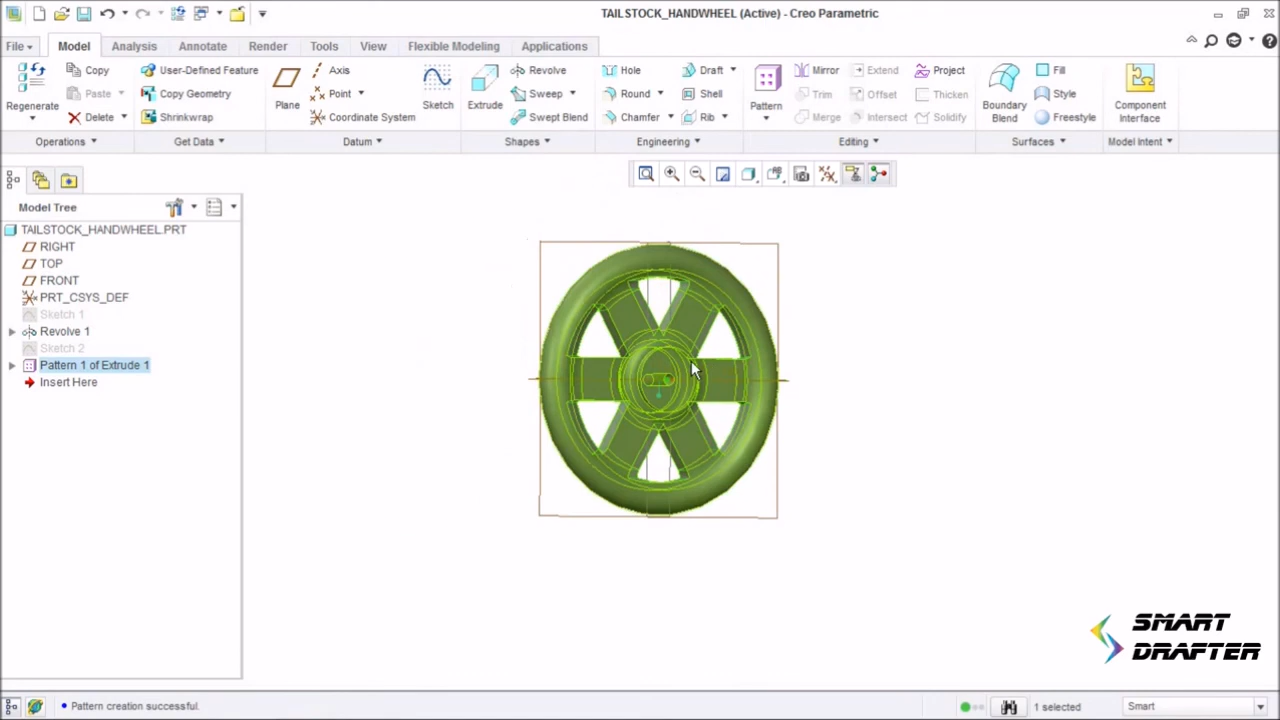 TAILSTOCK_HANDWHEEL (Active) - Creo Parametric
File Model Analysis Annotate Render Tools View Flexible Modeling Applications
Copy User-Defined Feature Axis Revolve Hole Draft Mirror Extend Project Fill
Paste Copy Geometry Point Sweep Round Shell Trim Offset Thicken Style
Regenerate Plane Sketch Extrude Pattern Boundary Blend Component Interface
Delete Shrinkwrap Coordinate System Swept Blend Chamfer Rib Merge Intersect Solidify Freestyle
Operations Get Data Datum Shapes Engineering Editing Surfaces Model Intent
Model Tree
TAILSTOCK_HANDWHEEL.PRT
RIGHT
TOP
FRONT
PRT_CSYS_DEF
Sketch 1
Revolve 1
Sketch 2
Pattern 1 of Extrude 1
Insert Here
SMART
DRAFTER
Pattern creation successful. 1 selected Smart